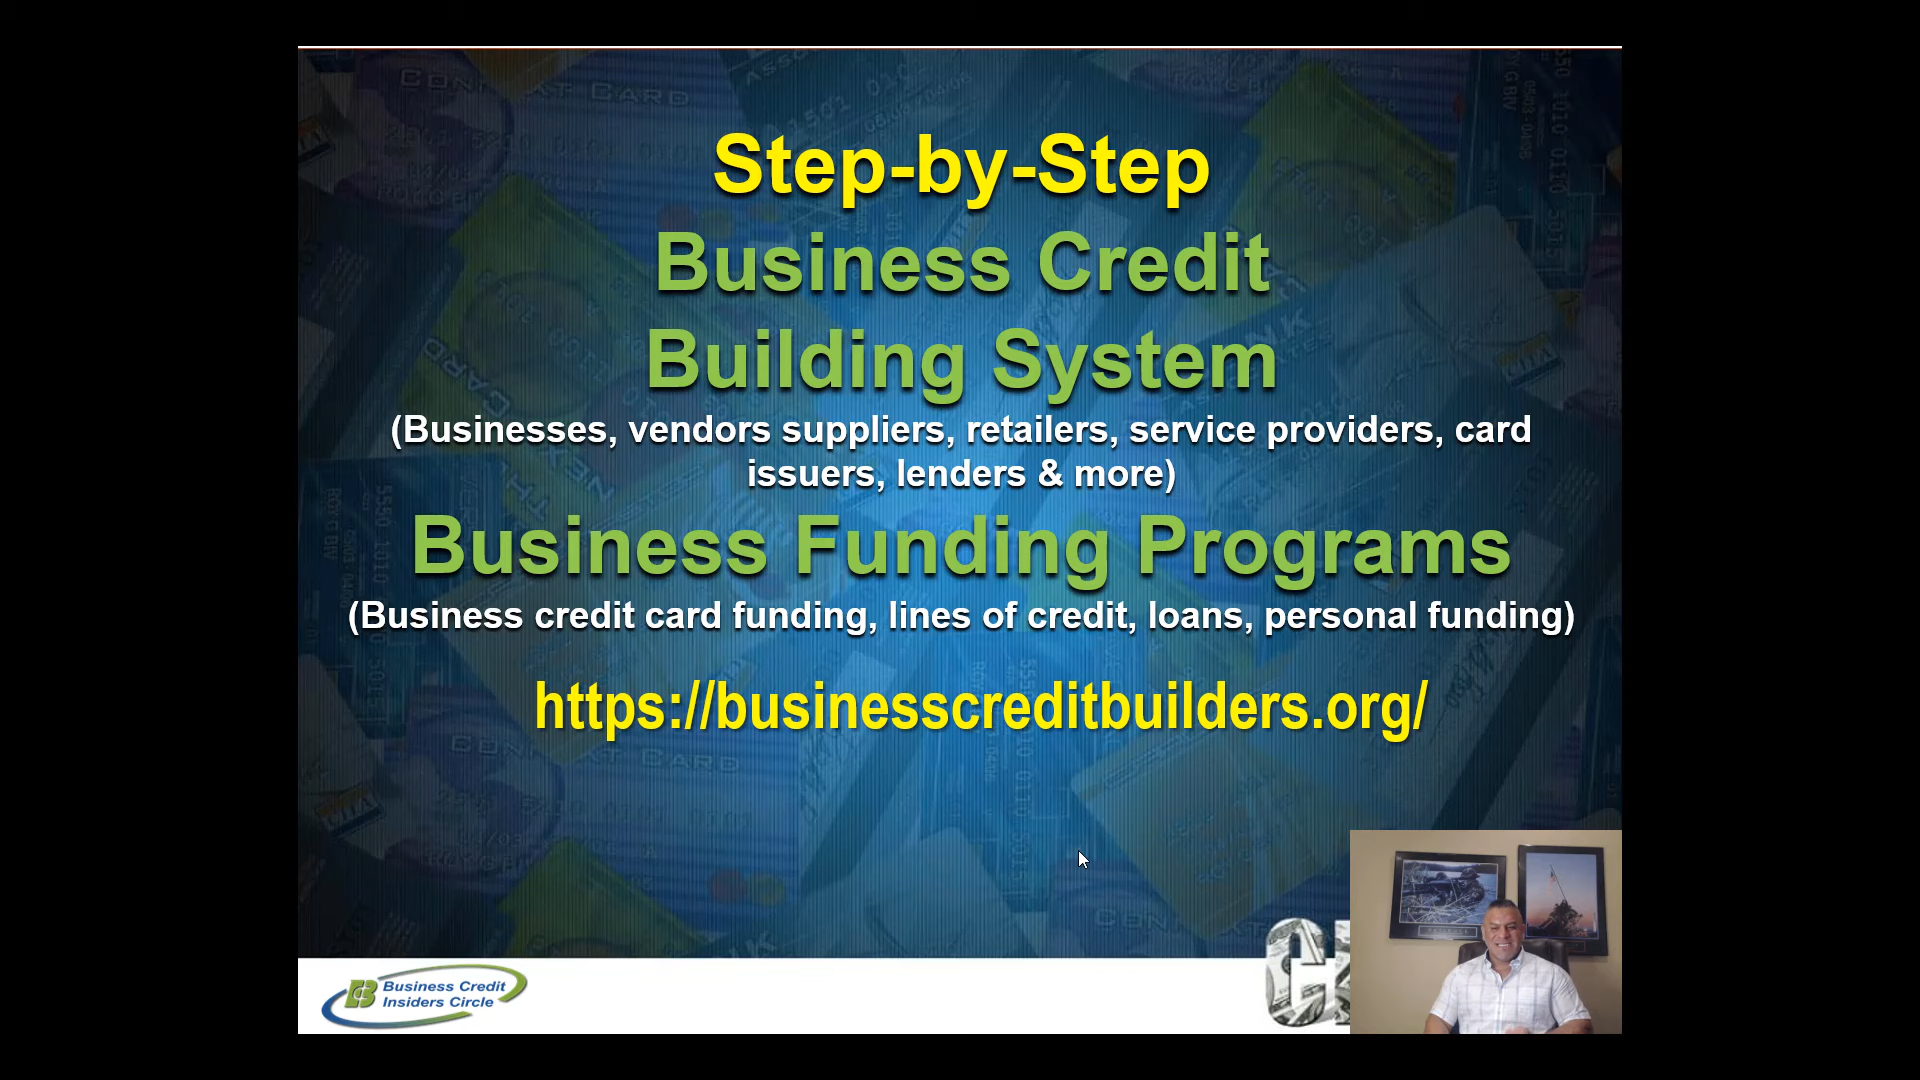 Step-by-Step
Business Credit
Building System
(Businesses, vendors suppliers, retailers, service providers, card
issuers, lenders & more)
Business Funding Programs
(Business credit card funding, lines of credit, loans, personal funding)
https://businesscreditbuilders.org/
Business Credit
Insiders Circle